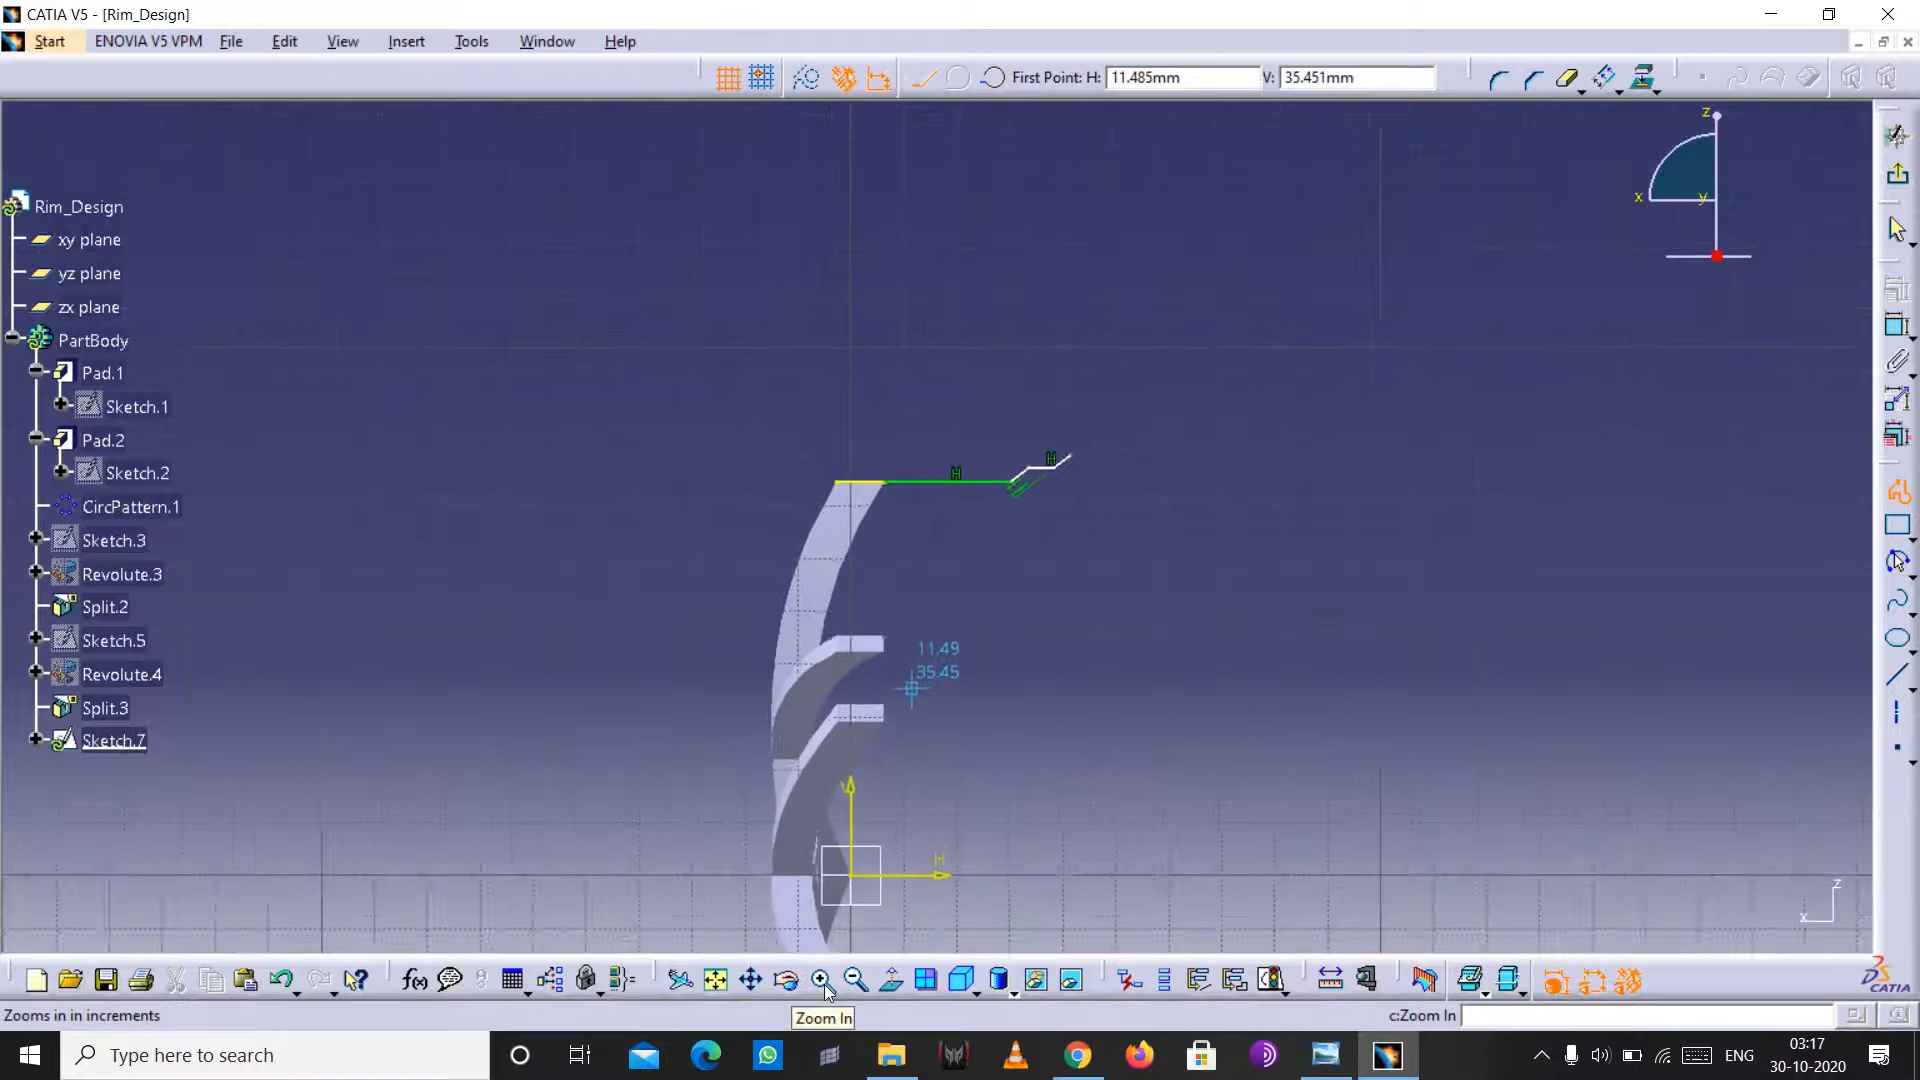 CATIA V5 - [Rim_Design]
Start ENOVIA V5 VPM File Edit View Insert Tools Window Help
First Point: H: 11.485mm V: 35.451mm
z
x y
Rim_Design
xy plane
yz plane
zx plane
PartBody
Pad.1
Sketch.1
Pad.2
Sketch.2
CircPattern.1
Sketch.3
Revolute.3
Split.2
Sketch.5
Revolute.4
Split.3
Sketch.7
H
H
11.49
35.45
V
H
z
x
f(x)
CATIA
Zooms in in increments
Zoom In
c:Zoom In
Type here to search
ENG
03:17
30-10-2020